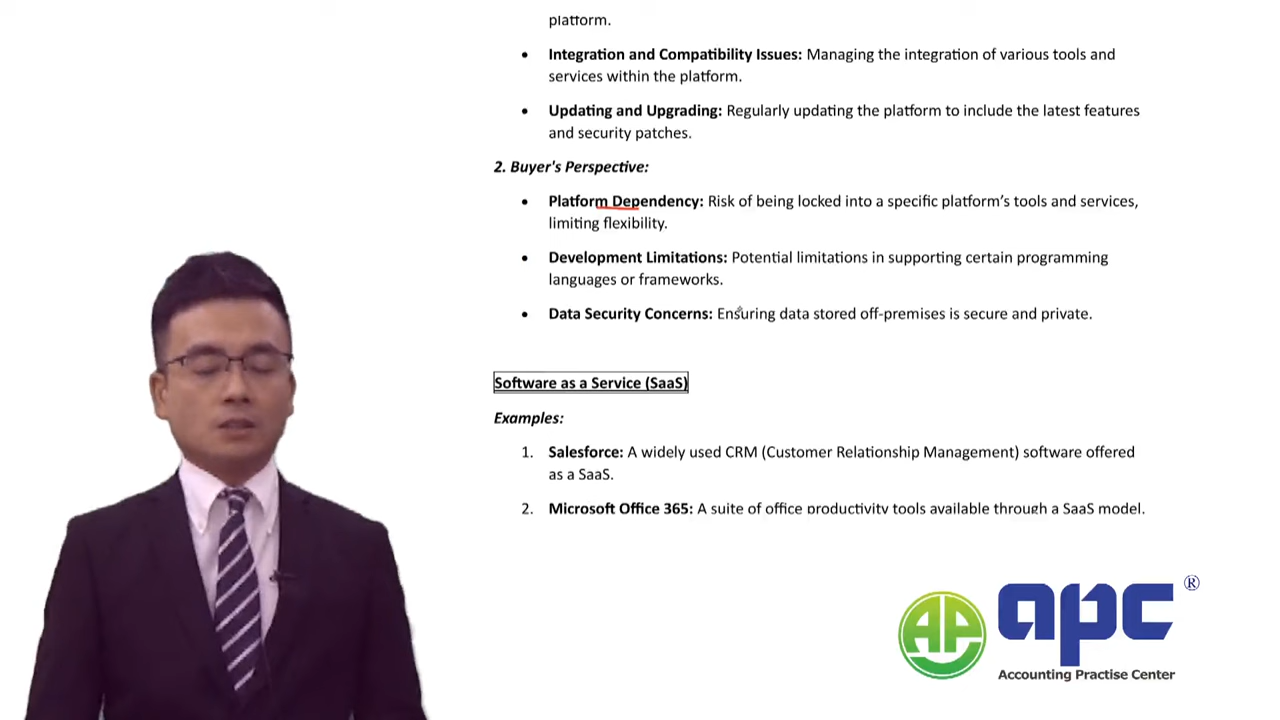 platform.
• Integration and Compatibility Issues: Managing the integration of various tools and
services within the platform.
• Updating and Upgrading: Regularly updating the platform to include the latest features
and security patches.
2. Buyer's Perspective:
• Platform Dependency: Risk of being locked into a specific platform’s tools and services,
limiting flexibility.
• Development Limitations: Potential limitations in supporting certain programming
languages or frameworks.
• Data Security Concerns: Ensuring data stored off-premises is secure and private.
Software as a Service (SaaS)
Examples:
1. Salesforce: A widely used CRM (Customer Relationship Management) software offered
as a SaaS.
2. Microsoft Office 365: A suite of office productivity tools available through a SaaS model.
AP apc ®
Accounting Practise Center